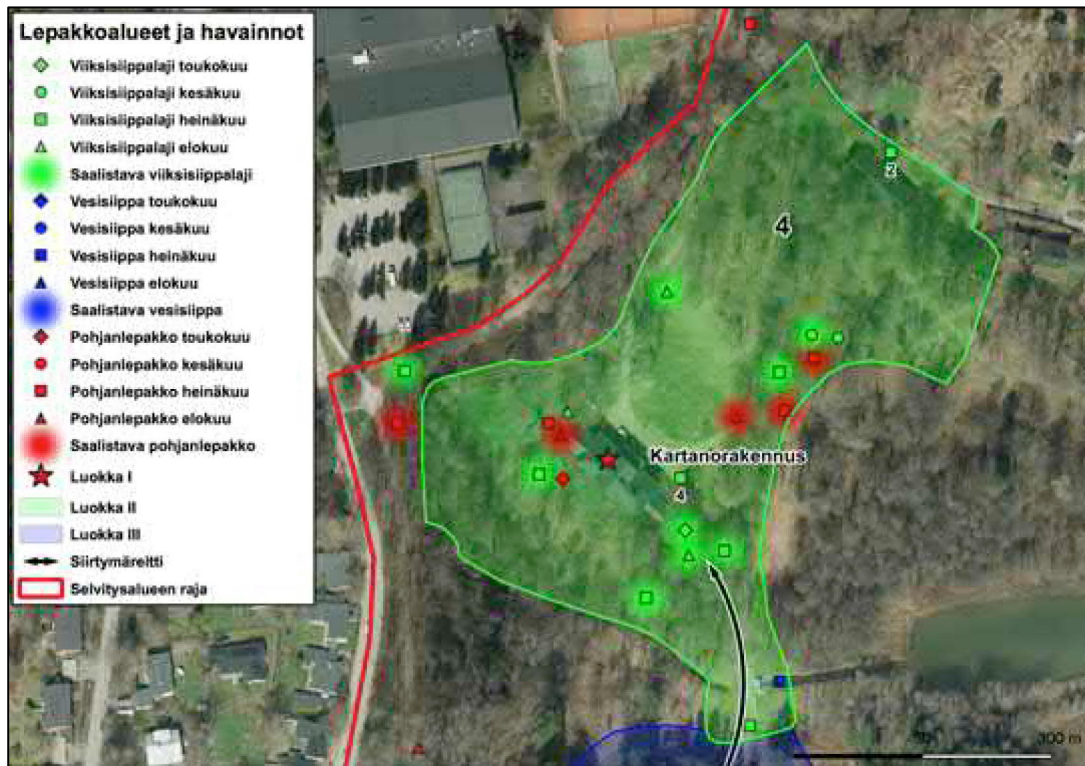 Lepakkoalueet ja havainnot
Viiksisiippalaji toukokuu
Viiksisiippalaji kesäkuu
Viiksisiippalaji heinäkuu
Viiksisiippalaji elokuu
Saalistava viiksisiippalaji
Vesisiippa toukokuu
Vesisiippa kesäkuu
Vesisiippa heinäkuu
Vesisiippa elokuu
Saalistava vesisiippa
Pohjanlepakko toukokuu
Pohjanlepakko kesäkuu
Pohjanlepakko heinäkuu
Pohjanlepakko elokuu
Saalistava pohjanlepakko
Luokka I
Luokka II
Luokka III
Siirtymäreitti
Selvitysalueen raja
2
4
Kartanorakennus
4
100 m